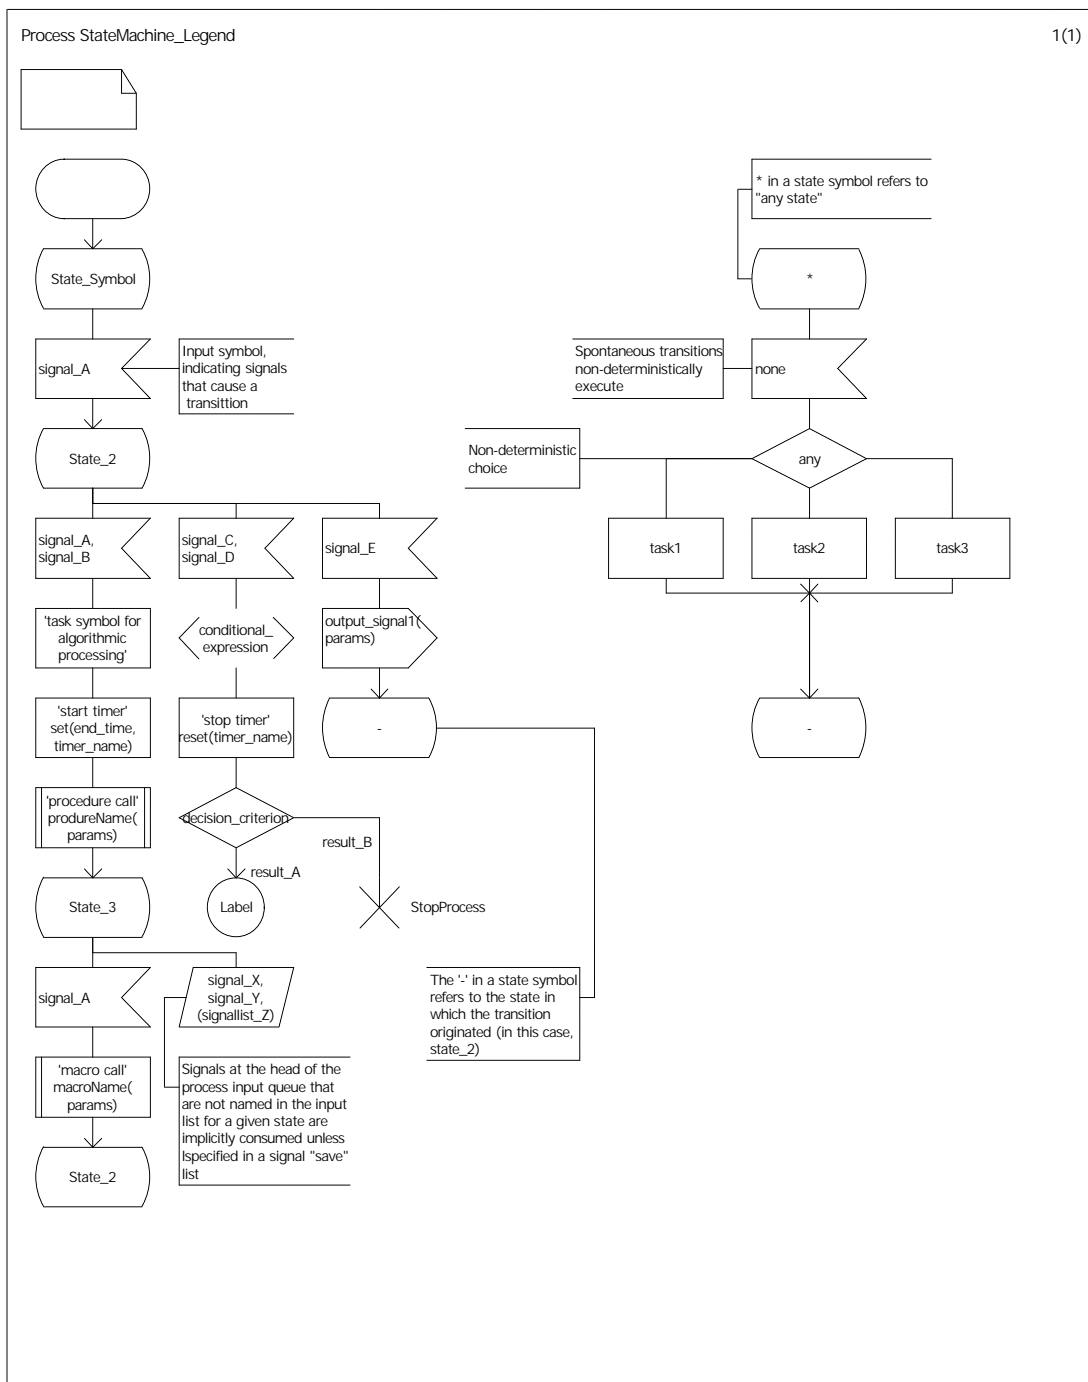 Process StateMachine_Legend
1(1)
* in a state symbol refers to
"any state"
State_Symbol
*
signal_A
Input symbol,
indicating signals
that cause a
transittion
Spontaneous transitions
non-deterministically
execute
none
State_2
Non-deterministic
choice
any
signal_A,
signal_B
signal_C,
signal_D
signal_E
task1
task2
task3
'task symbol for
algorithmic
processing'
conditional_
expression
output_signal1(
params)
'start timer'
set(end_time,
timer_name)
'stop timer'
reset(timer_name)
-
-
'procedure call'
produreName(
params)
decision_criterion
result_B
result_A
State_3
Label
StopProcess
signal_A
signal_X,
signal_Y,
(signallist_Z)
The '-' in a state symbol
refers to the state in
which the transition
originated (in this case,
state_2)
'macro call'
macroName(
params)
Signals at the head of the
process input queue that
are not named in the input
list for a given state are
implicitly consumed unless
lspecified in a signal "save"
list
State_2